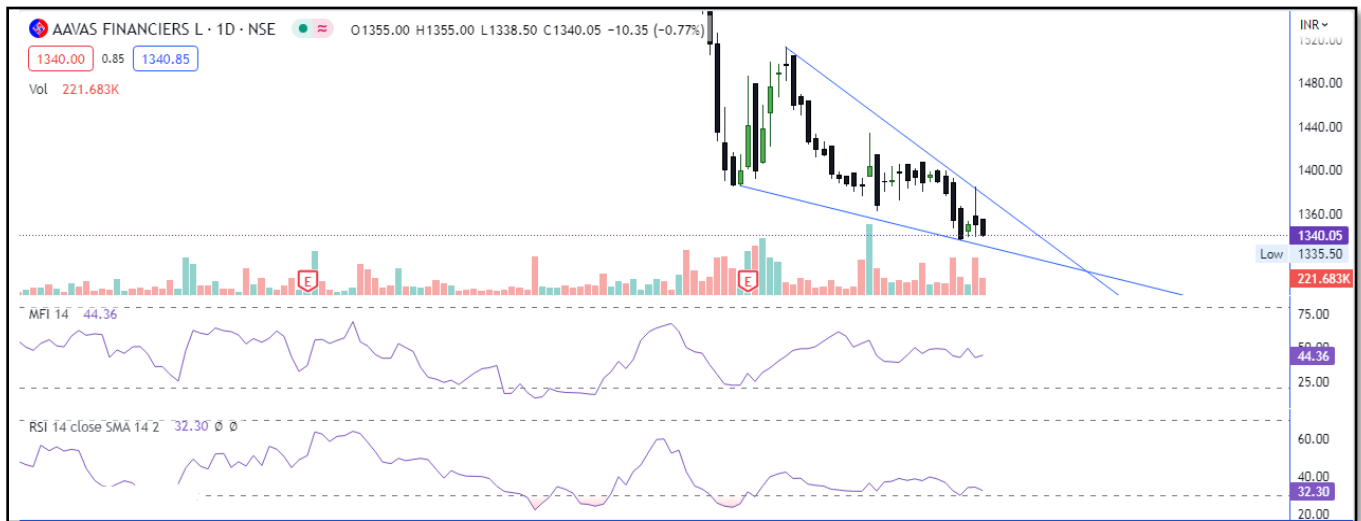 AAVAS FINANCIERS L · 1D · NSE O1355.00 H1355.00 L1338.50 C1340.05 −10.35 (−0.77%) INR
1340.00 0.85 1340.85
Vol 221.683K
1520.00
1480.00
1440.00
1400.00
1360.00
1340.05
Low 1335.50
221.683K
E E
MFI 14 44.36
75.00
50.00
44.36
25.00
RSI 14 close SMA 14 2 32.30 Ø Ø
60.00
40.00
32.30
20.00